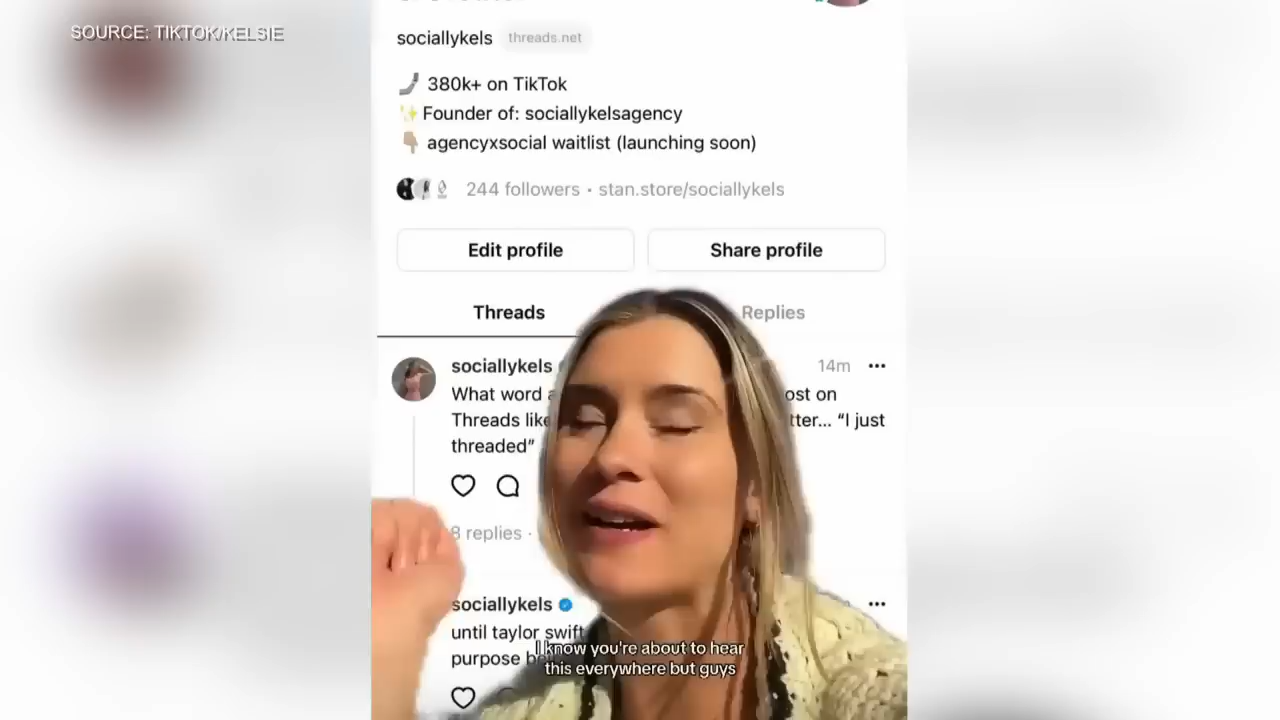 SOURCE: TIKTOK/KELSIE
sociallykels threads.net
380k+ on TikTok
Founder of: sociallykelsagency
agencyxsocial waitlist (launching soon)
244 followers · stan.store/sociallykels
Edit profile Share profile
Threads Replies
sociallykels 14m
What word ost on
Threads like tter... “I just
threaded”
8 replies ·
sociallykels
until taylor swift
purpose
I know you're about to hear
this everywhere but guys